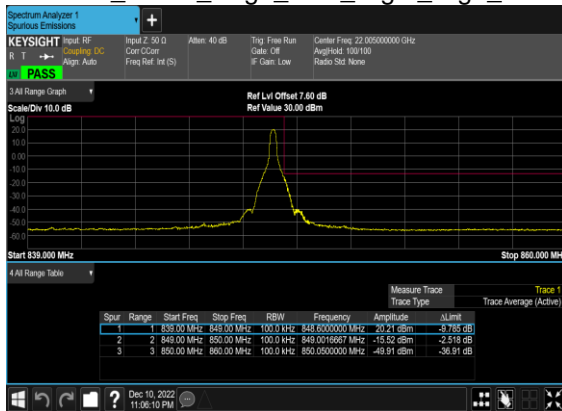 Spectrum Analyzer 1
Spurious Emissions
KEYSIGHT Input: RF Input Z: 50 Ω Atten: 40 dB Trig: Free Run Center Freq: 22.005000000 GHz
R T Coupling: DC Corr CCorr Gate: Off Avg|Hold: 100/100
Align: Auto Freq Ref: Int (S) IF Gain: Low Radio Std: None
PASS
3 All Range Graph
Ref Lvl Offset 7.60 dB
Scale/Div 10.0 dB Ref Value 30.00 dBm
Log
20.0
10.0
0.00
-10.0
-20.0
-30.0
-40.0
-50.0
-60.0
Start 839.000 MHz Stop 860.000 MH
4 All Range Table
Measure Trace Trace 1
Trace Type Trace Average (Active)
Spur Range Start Freq Stop Freq RBW Frequency Amplitude ΔLimit
1 1 839.00 MHz 849.00 MHz 100.0 kHz 848.6000000 MHz 20.21 dBm -9.785 dB
2 2 849.00 MHz 850.00 MHz 100.0 kHz 849.0016667 MHz -15.52 dBm -2.518 dB
3 3 850.00 MHz 860.00 MHz 100.0 kHz 850.0500000 MHz -49.91 dBm -36.91 dB
? Dec 10, 2022
11:06:10 PM